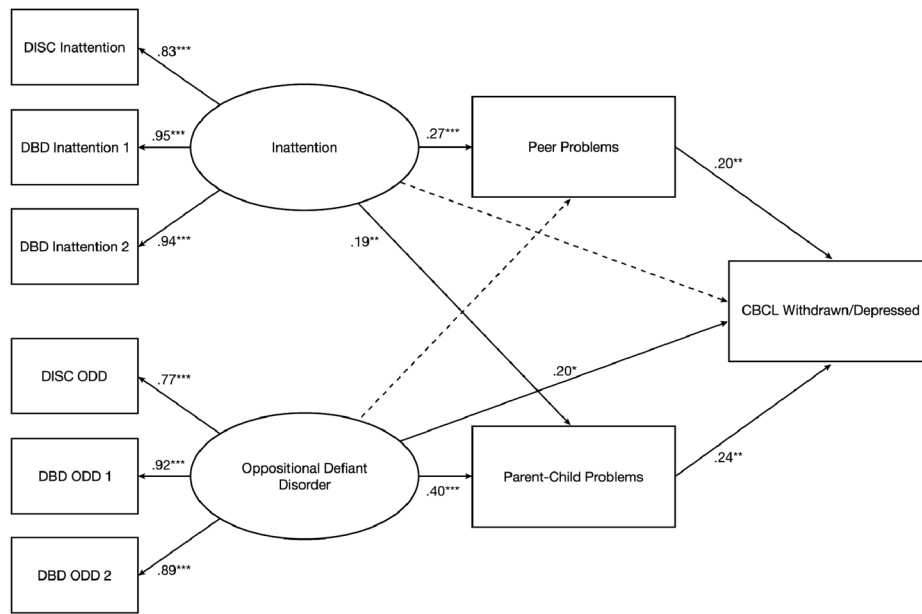 DISC Inattention
.83***
DBD Inattention 1
.95***
Inattention
.27***
Peer Problems
.20**
DBD Inattention 2
.94***
.19**
CBCL Withdrawn/Depressed
DISC ODD
.77***
.20*
DBD ODD 1
.92***
Oppositional Defiant
Disorder
.40***
Parent-Child Problems
.24**
DBD ODD 2
.89***